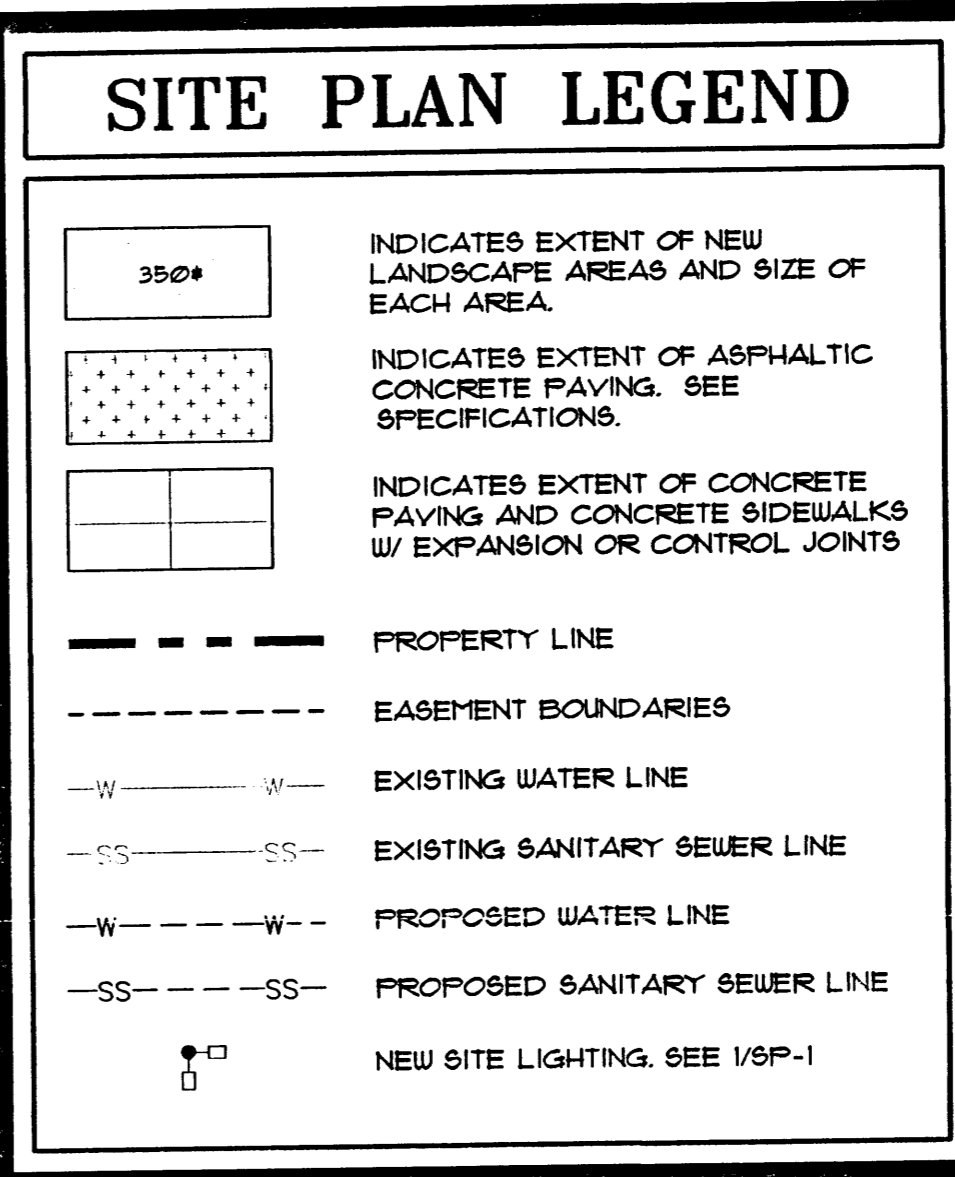 SITE PLAN LEGEND
350#
INDICATES EXTENT OF NEW
LANDSCAPE AREAS AND SIZE OF
EACH AREA.
INDICATES EXTENT OF ASPHALTIC
CONCRETE PAVING. SEE
SPECIFICATIONS.
INDICATES EXTENT OF CONCRETE
PAVING AND CONCRETE SIDEWALKS
W/ EXPANSION OR CONTROL JOINTS
PROPERTY LINE
EASEMENT BOUNDARIES
W W EXISTING WATER LINE
SS SS EXISTING SANITARY SEWER LINE
W W PROPOSED WATER LINE
SS SS PROPOSED SANITARY SEWER LINE
NEW SITE LIGHTING. SEE 1/SP-1